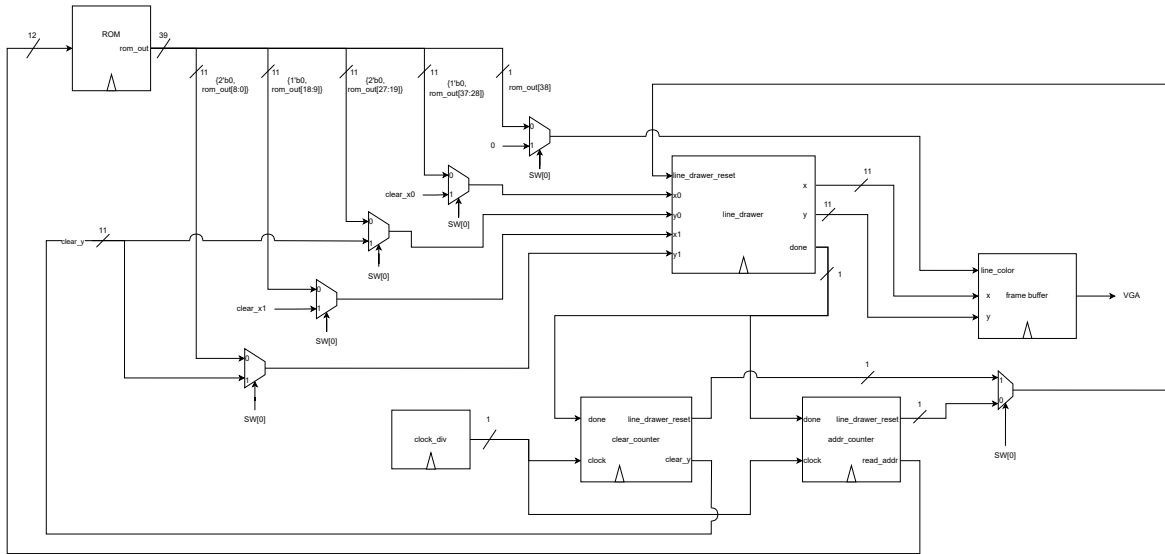 12
ROM
rom_out
39
11
{2'b0,
rom_out[8:0]}
11
{1'b0,
rom_out[18:9]}
11
{2'b0,
rom_out[27:19]}
11
{1'b0,
rom_out[37:28]}
1
rom_out[38]
0
0
1
SW[0]
clear_x0
0
1
SW[0]
line_drawer_reset
x0
y0
x1
y1
line_drawer
x
y
done
11
11
1
clear_y
11
0
1
SW[0]
clear_x1
0
1
SW[0]
0
1
SW[0]
line_color
x
y
frame buffer
VGA
clock_div
1
done
line_drawer_reset
clear_counter
clock
clear_y
1
done
line_drawer_reset
addr_counter
clock
read_addr
1
1
0
SW[0]